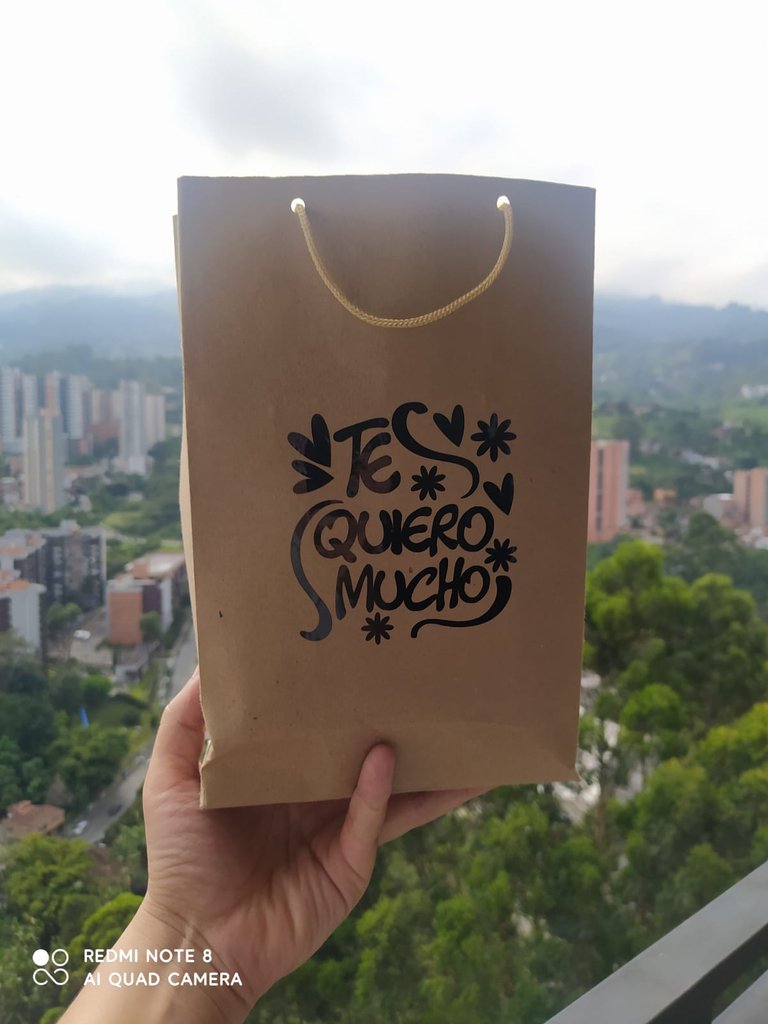 TE
QUIERO
MUCHO
REDMI NOTE 8
AI QUAD CAMERA